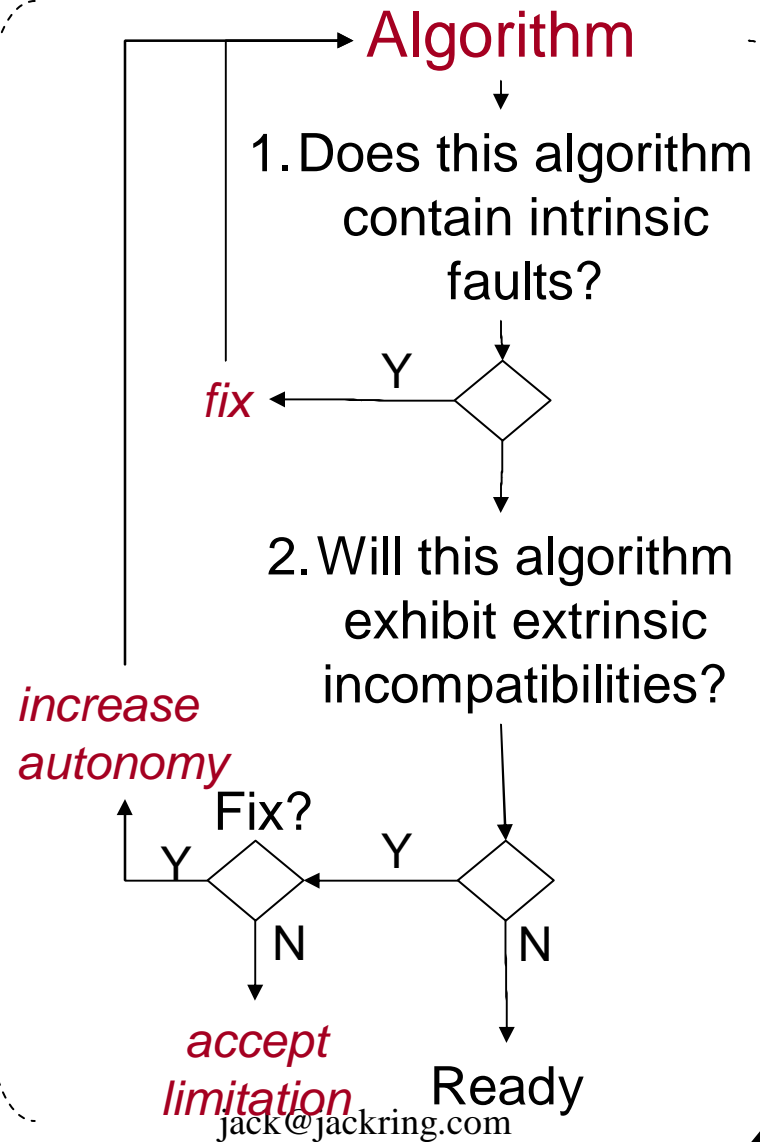 Algorithm
1. Does this algorithm
contain intrinsic
faults?
Y
fix
2. Will this algorithm
exhibit extrinsic
incompatibilities?
increase
autonomy
Fix?
Y
Y
N
N
accept
limitation
Ready
jack@jackring.com